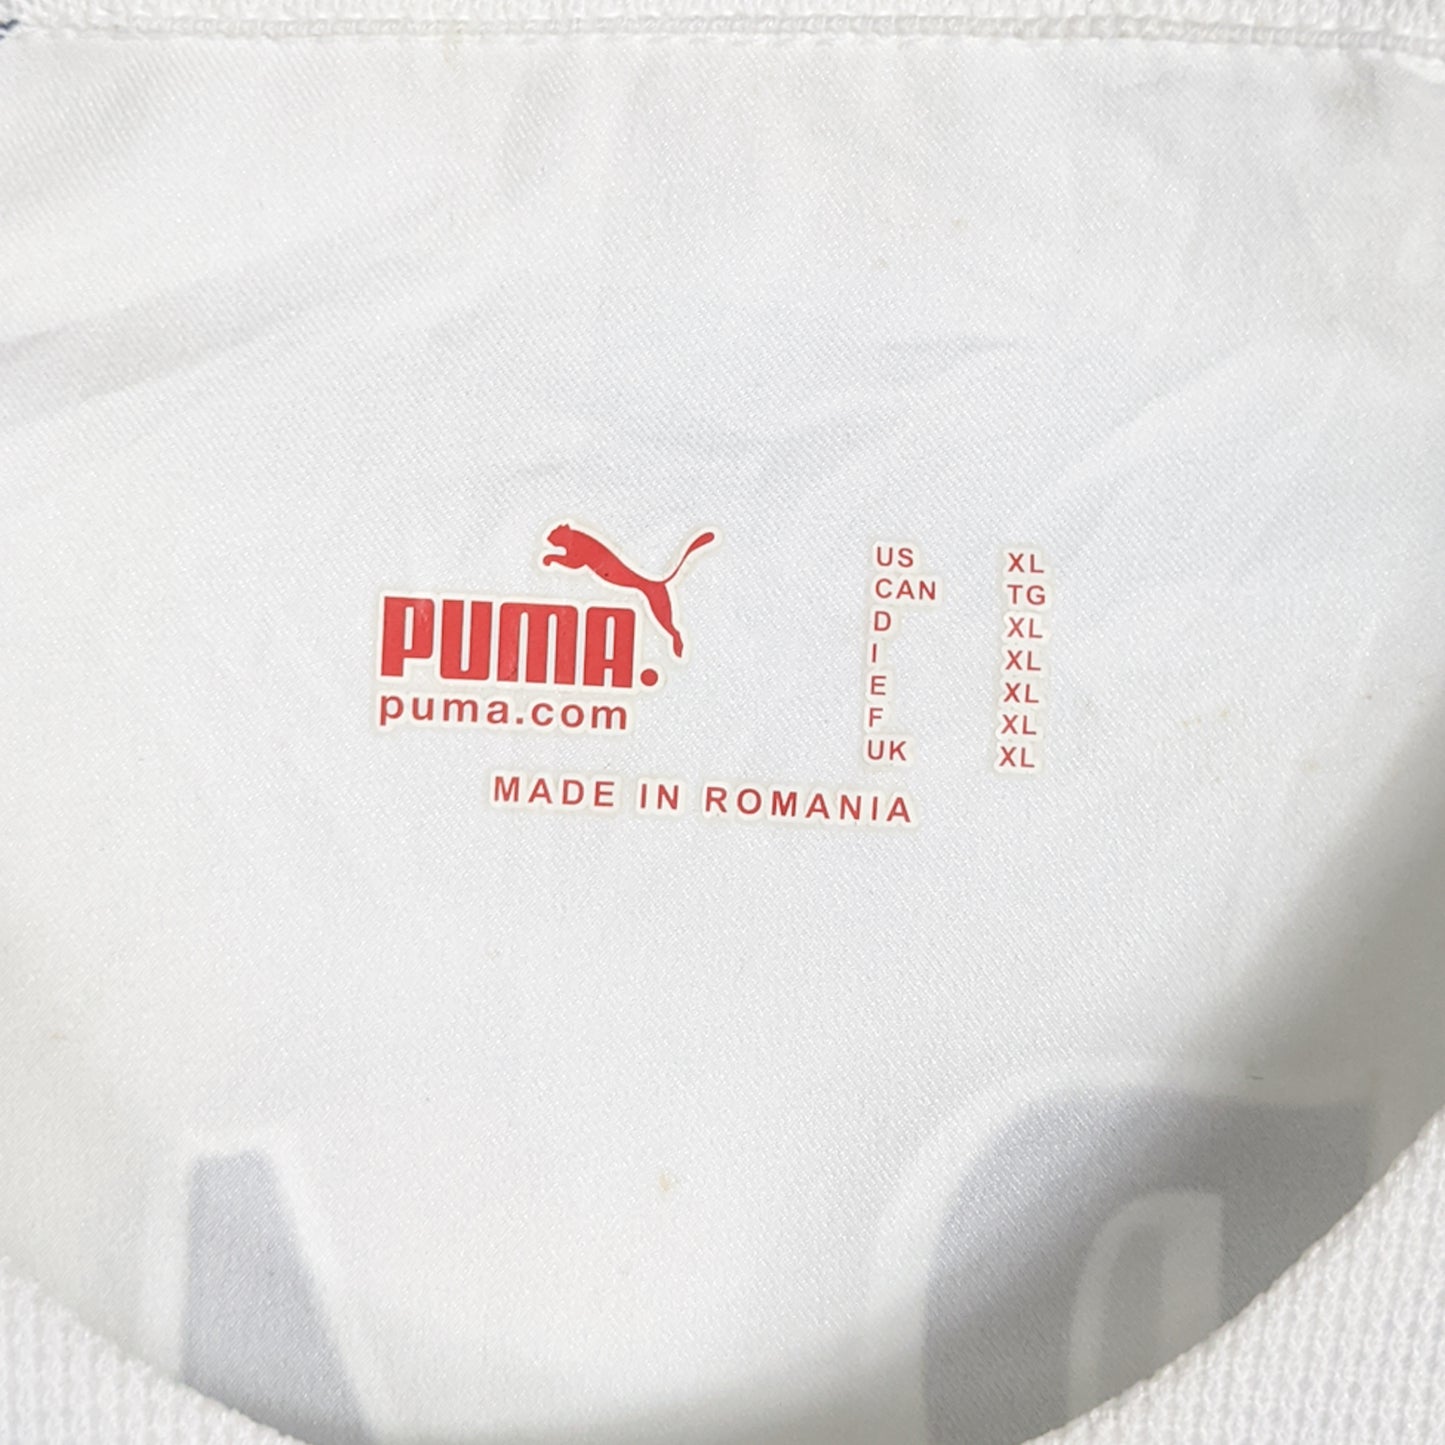 PUMA.
puma.com
US XL
CAN TG
D XL
I XL
E XL
F XL
UK XL
MADE IN ROMANIA